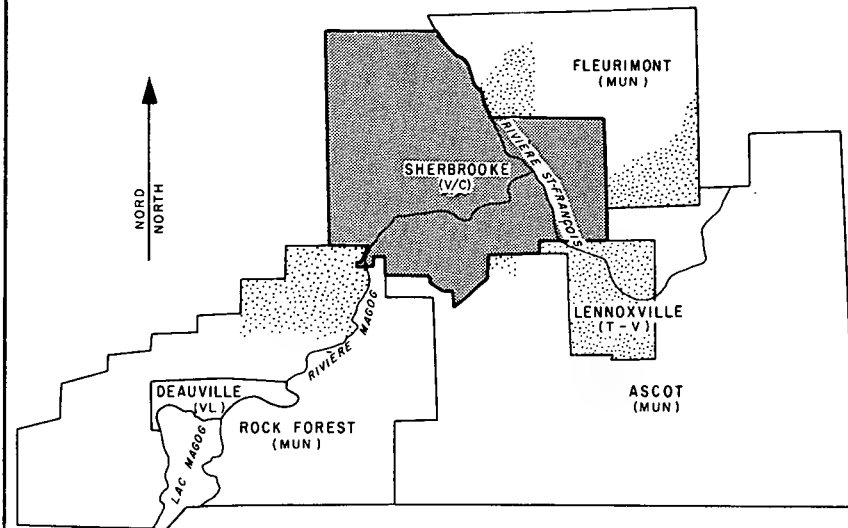 FLEURIMONT
(MUN)
NORD
NORTH
SHERBROOKE
(V/C)
RIVIÈRE ST-FRANÇOIS
LENNOXVILLE
(T-V)
RIVIÈRE MAGOG
DEAUVILLE
(VL)
ROCK FOREST
(MUN)
ASCOT
(MUN)
LAC MAGOG